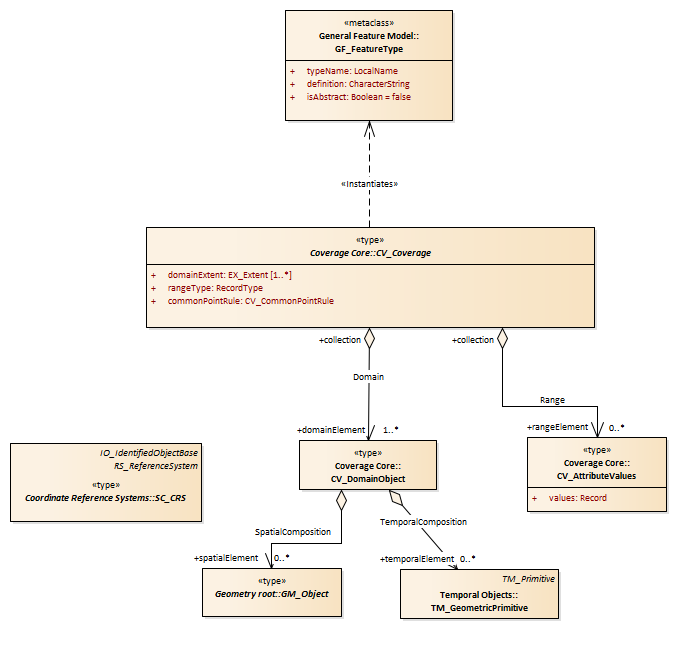 «metaclass»
General Feature Model::
GF_FeatureType
+ typeName: LocalName
+ definition: CharacterString
+ isAbstract: Boolean = false
«Instantiates»
«type»
Coverage Core::CV_Coverage
+ domainExtent: EX_Extent [1..*]
+ rangeType: RecordType
+ commonPointRule: CV_CommonPointRule
+collection
+collection
Domain
Range
+domainElement 1..*
+rangeElement 0..*
IO_IdentifiedObjectBase
RS_ReferenceSystem
«type»
Coordinate Reference Systems::SC_CRS
«type»
Coverage Core::
CV_DomainObject
«type»
Coverage Core::
CV_AttributeValues
+ values: Record
SpatialComposition
TemporalComposition
+spatialElement 0..*
+temporalElement 0..*
«type»
Geometry root::GM_Object
TM_Primitive
Temporal Objects::
TM_GeometricPrimitive